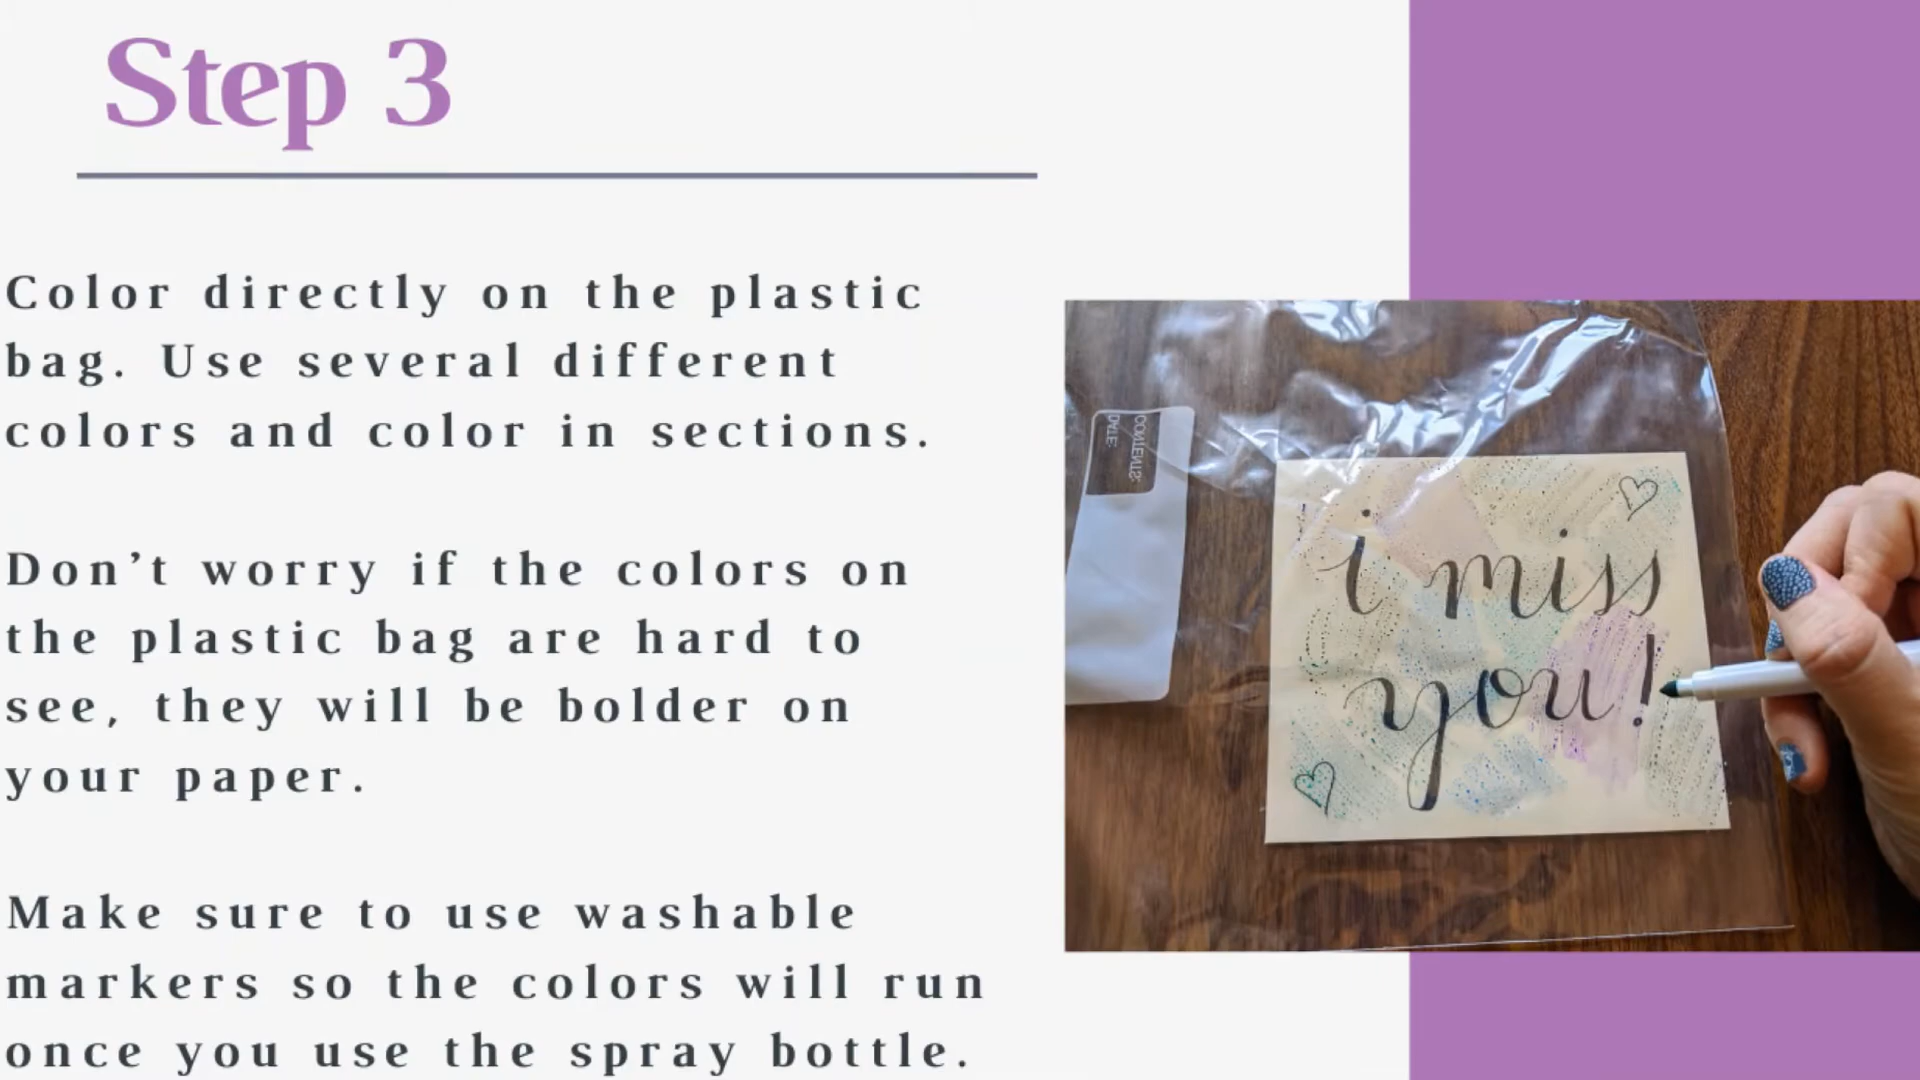 Step 3
Color directly on the plastic
bag. Use several different
colors and color in sections.
Don't worry if the colors on
the plastic bag are hard to
see, they will be bolder on
your paper.
Make sure to use washable
markers so the colors will run
once you use the spray bottle.
CONTENTS:
DATE:
i miss
you!